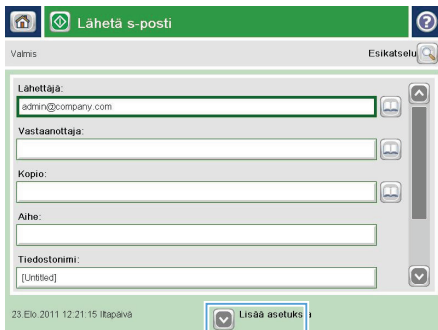 Lähetä s-posti
Valmis
Esikatselu
Lähettäjä:
admin@company.com
Vastaanottaja:
Kopio:
Aihe:
Tiedostonimi:
[Untitled]
23.Elo.2011 12:21:15 Iltapäivä
Lisää